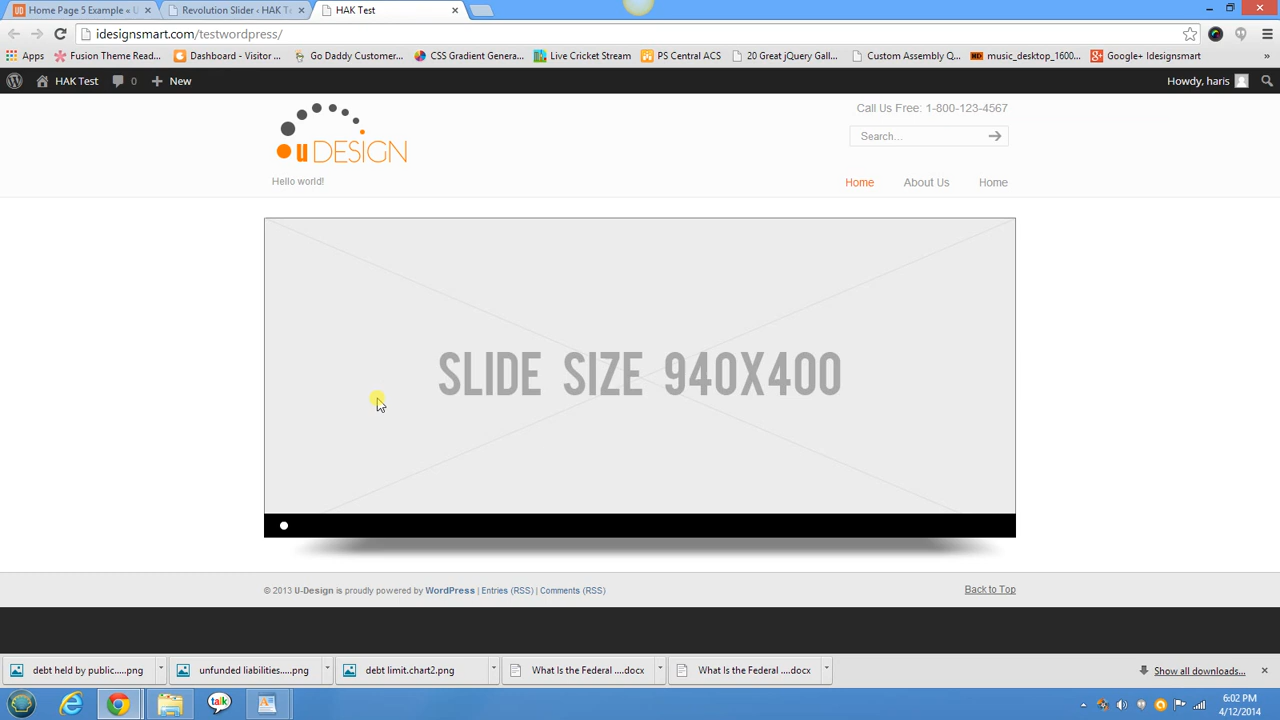 Home Page 5 Example « U
Revolution Slider ‹ HAK T
HAK Test
idesignsmart.com/testwordpress/
Apps
Fusion Theme Read...
Dashboard - Visitor ...
Go Daddy Customer...
CSS Gradient Genera...
Live Cricket Stream
PS Central ACS
20 Great jQuery Gall...
Custom Assembly Q...
music_desktop_1600...
Google+ Idesignsmart
»
HAK Test
0
New
Howdy, haris
Call Us Free: 1-800-123-4567
Search...
uDESIGN
Hello world!
Home
About Us
Home
SLIDE SIZE 940X400
© 2013 U-Design is proudly powered by WordPress | Entries (RSS) | Comments (RSS)
Back to Top
debt held by public.....png
unfunded liabilities....png
debt limit.chart2.png
What Is the Federal ....docx
What Is the Federal ....docx
Show all downloads...
talk
6:02 PM
4/12/2014